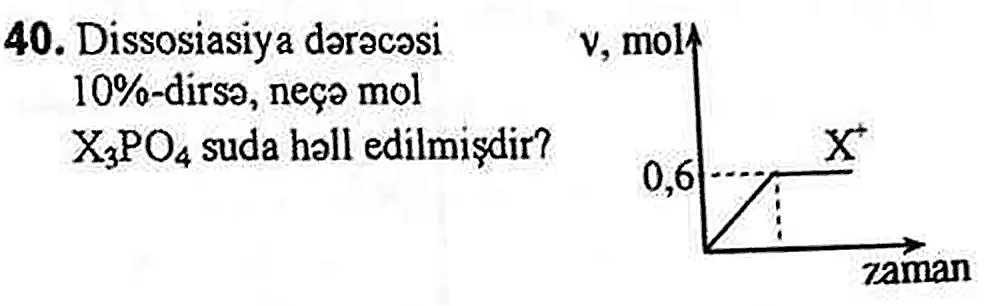 40. Dissosiasiya dərəcəsi
10%-dirsə, neçə mol
X₃PO₄ suda həll edilmişdir?
ν, mol
X⁺
0,6
zaman